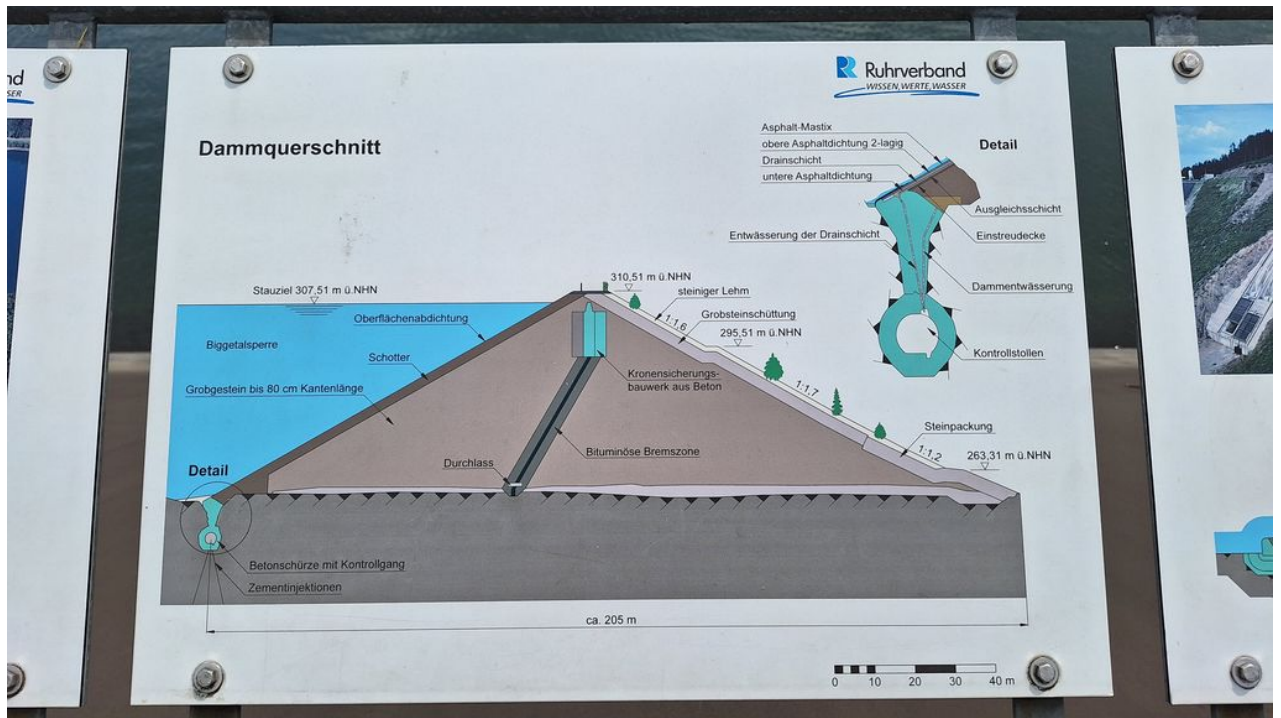 nd
SER
Ruhrverband
WISSEN, WERTE, WASSER
Dammquerschnitt
Detail
Asphalt-Mastix
obere Asphaltdichtung 2-lagig
Drainschicht
untere Asphaltdichtung
Ausgleichsschicht
Einstreudecke
Entwässerung der Drainschicht
Dammentwässerung
Kontrollstollen
Stauziel 307,51 m ü.NHN
310,51 m ü.NHN
steiniger Lehm
Oberflächenabdichtung
1:1,6
Grobsteinschüttung
295,51 m ü.NHN
Biggetalsperre
Schotter
Kronensicherungs-
bauwerk aus Beton
Grobgestein bis 80 cm Kantenlänge
1:1,7
Steinpackung
1:1,2
263,31 m ü.NHN
Bituminöse Bremszone
Durchlass
Detail
Betonschürze mit Kontrollgang
Zementinjektionen
ca. 205 m
0 10 20 30 40 m